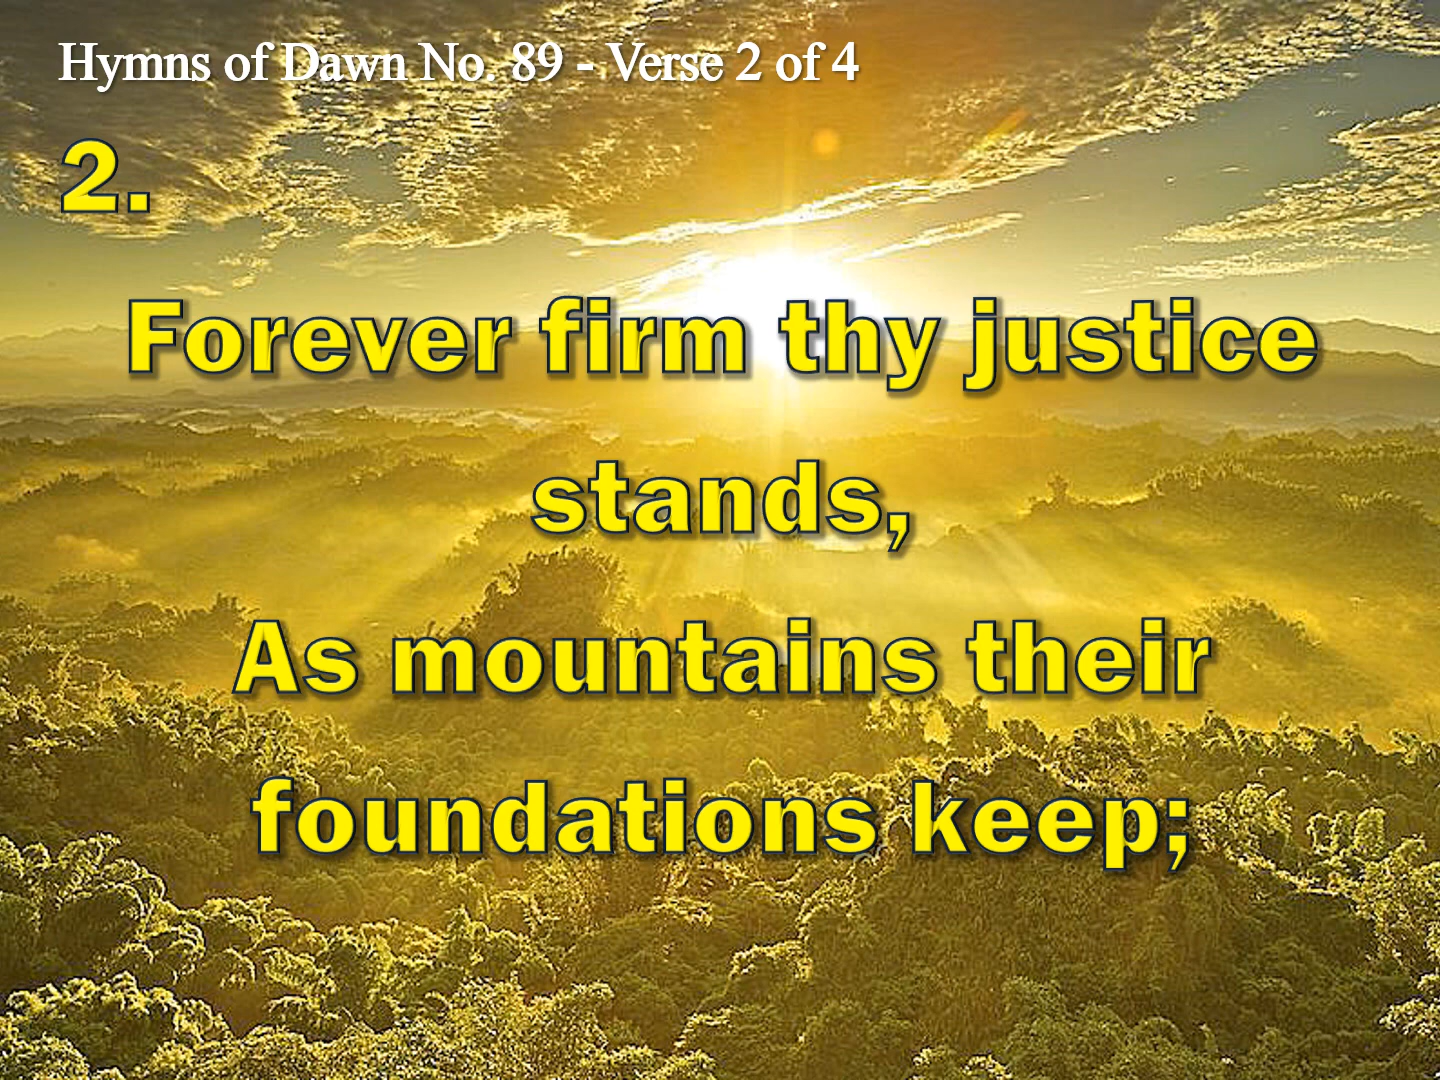 Hymns of Dawn No. 89 - Verse 2 of 4
2.
Forever firm thy justice
stands,
As mountains their
foundations keep;